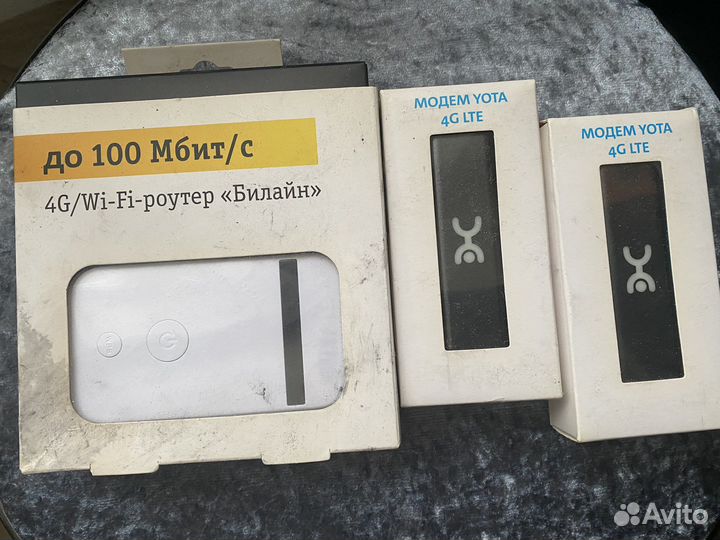 до 100 Мбит/с
4G/Wi-Fi-роутер «Билайн»
МОДЕМ YOTA
4G LTE
МОДЕМ YOTA
4G LTE
Avito